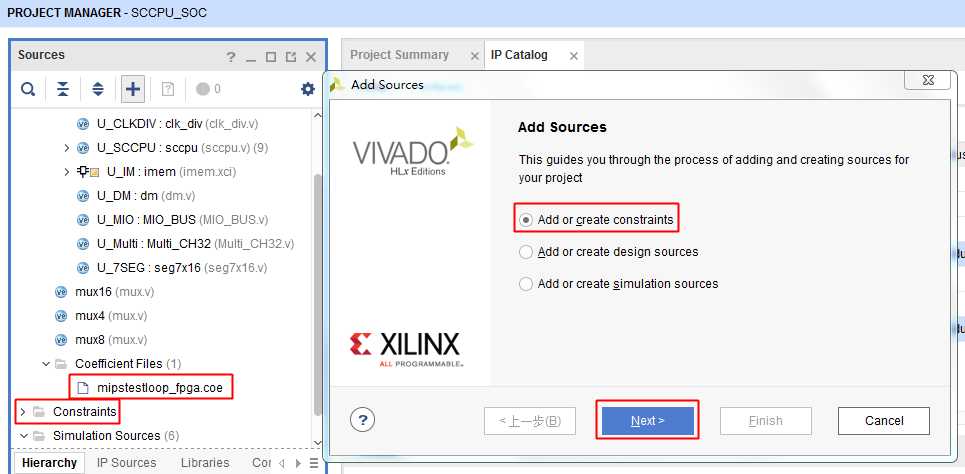 PROJECT MANAGER - SCCPU_SOC
Sources
? _
0
U_CLKDIV : clk_div (clk_div.v)
U_SCCPU : sccpu (sccpu.v) (9)
U_IM : imem (imem.xci)
U_DM : dm (dm.v)
U_MIO : MIO_BUS (MIO_BUS.v)
U_Multi : Multi_CH32 (Multi_CH32.v)
U_7SEG : seg7x16 (seg7x16.v)
mux16 (mux.v)
mux4 (mux.v)
mux8 (mux.v)
Coefficient Files (1)
mipstestloop_fpga.coe
Constraints
Simulation Sources (6)
Hierarchy IP Sources Libraries Con
Project Summary IP Catalog
Add Sources
VIVADO
HLx Editions
XILINX
ALL PROGRAMMABLE
Add Sources
This guides you through the process of adding and creating sources for
your project
Add or create constraints
Add or create design sources
Add or create simulation sources
?
< 上一步(B)
Next >
Finish
Cancel